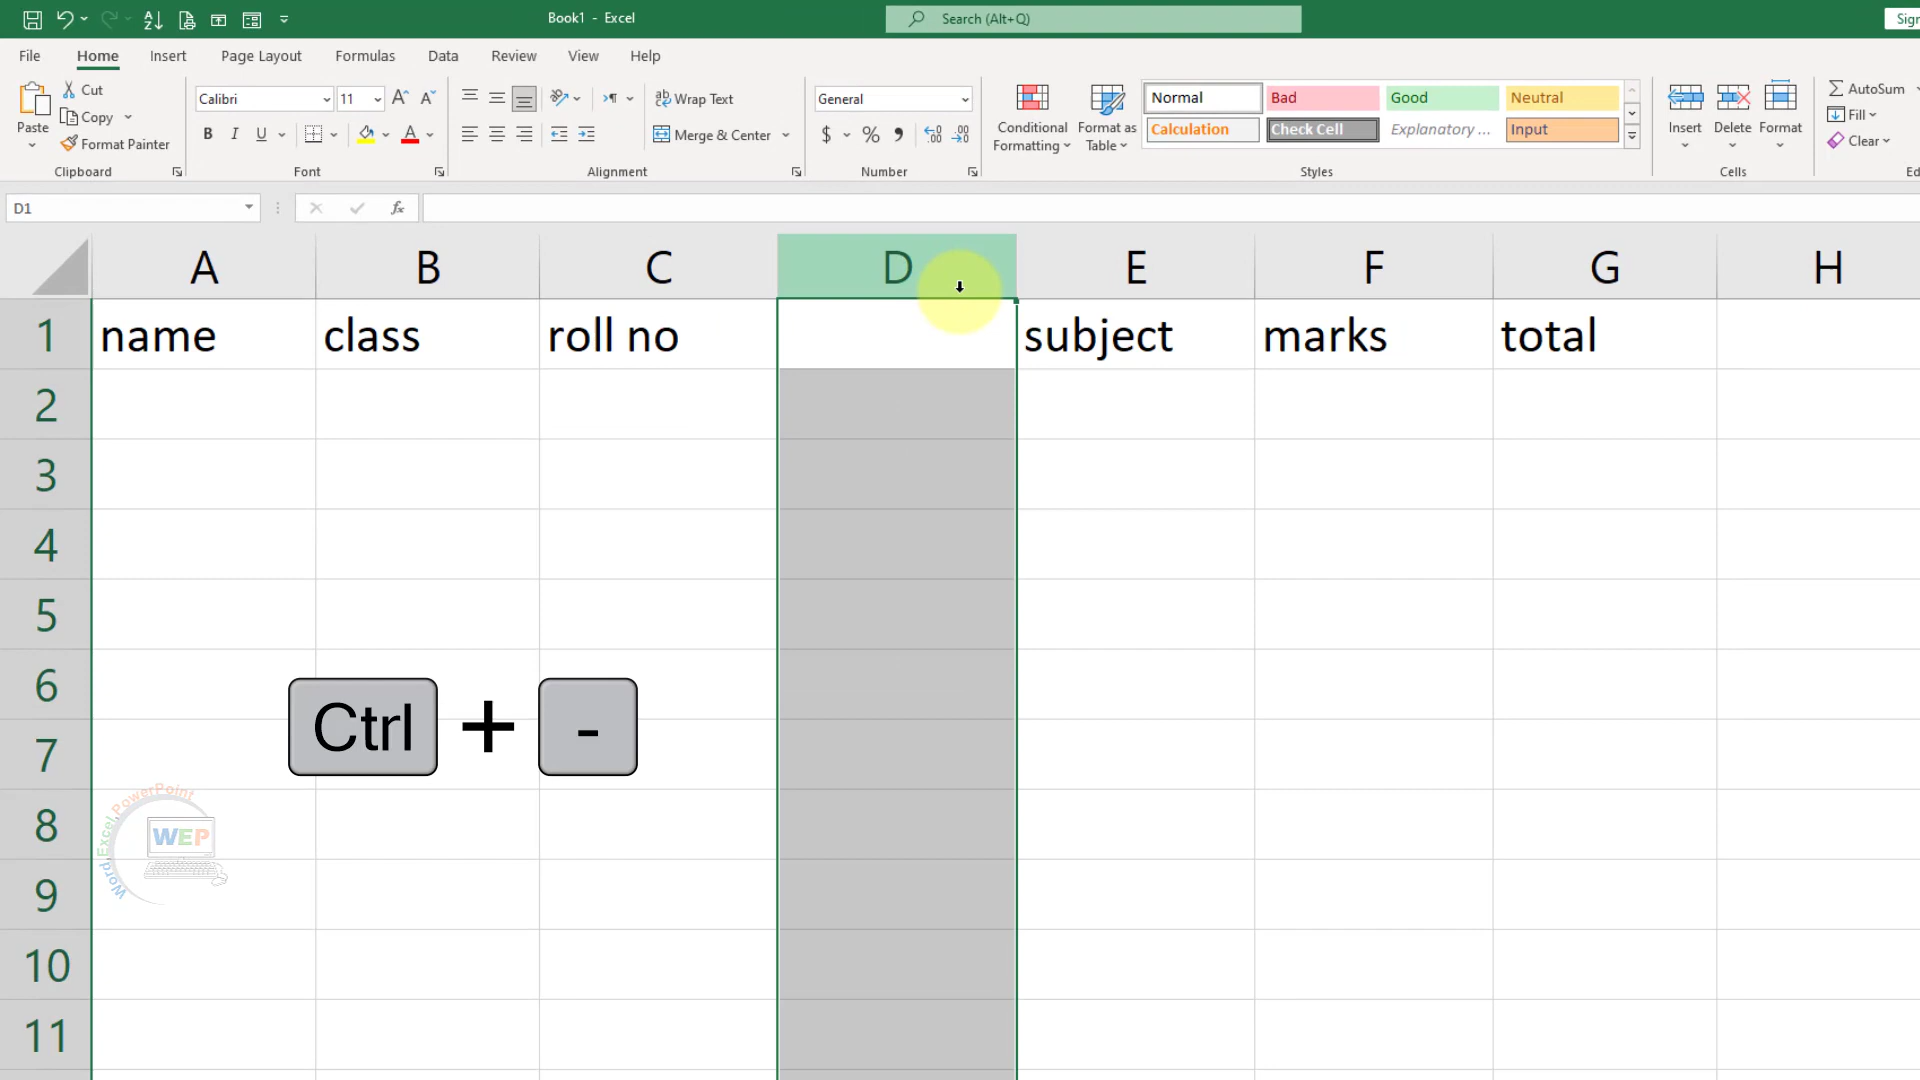 Book1 - Excel
Search (Alt+Q)
Sign
File Home Insert Page Layout Formulas Data Review View Help
Paste
Cut
Copy
Format Painter
Clipboard
Calibri 11
B I U
Font
Wrap Text
Merge & Center
Alignment
General
$ % 9
Number
Conditional Formatting
Format as Table
Normal Bad Good Neutral
Calculation Check Cell Explanatory ... Input
Styles
Insert Delete Format
Cells
AutoSum
Fill
Clear
Ed
D1
fx
A B C D E F G H
1 name class roll no subject marks total
2
3
4
5
6
7
8
9
10
11
Ctrl + -
Word,Excel,PowerPoint
WEP